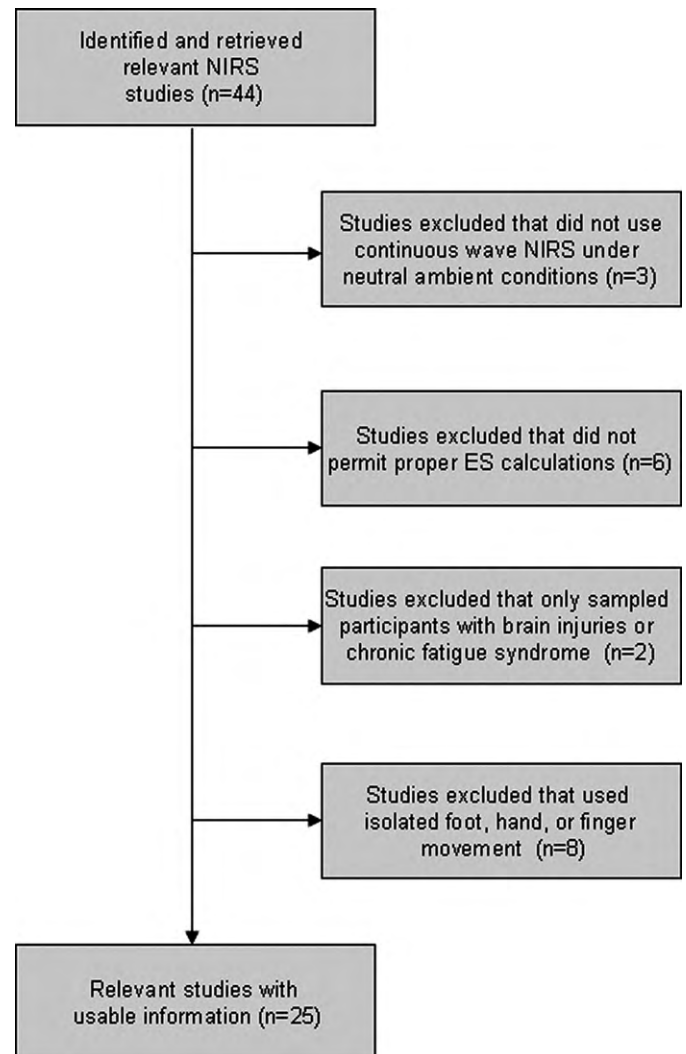 Identified and retrieved
relevant NIRS
studies (n=44)
Studies excluded that did not use
continuous wave NIRS under
neutral ambient conditions (n=3)
Studies excluded that did not
permit proper ES calculations (n=6)
Studies excluded that only sampled
participants with brain injuries or
chronic fatigue syndrome (n=2)
Studies excluded that used
isolated foot, hand, or finger
movement (n=8)
Relevant studies with
usable information (n=25)